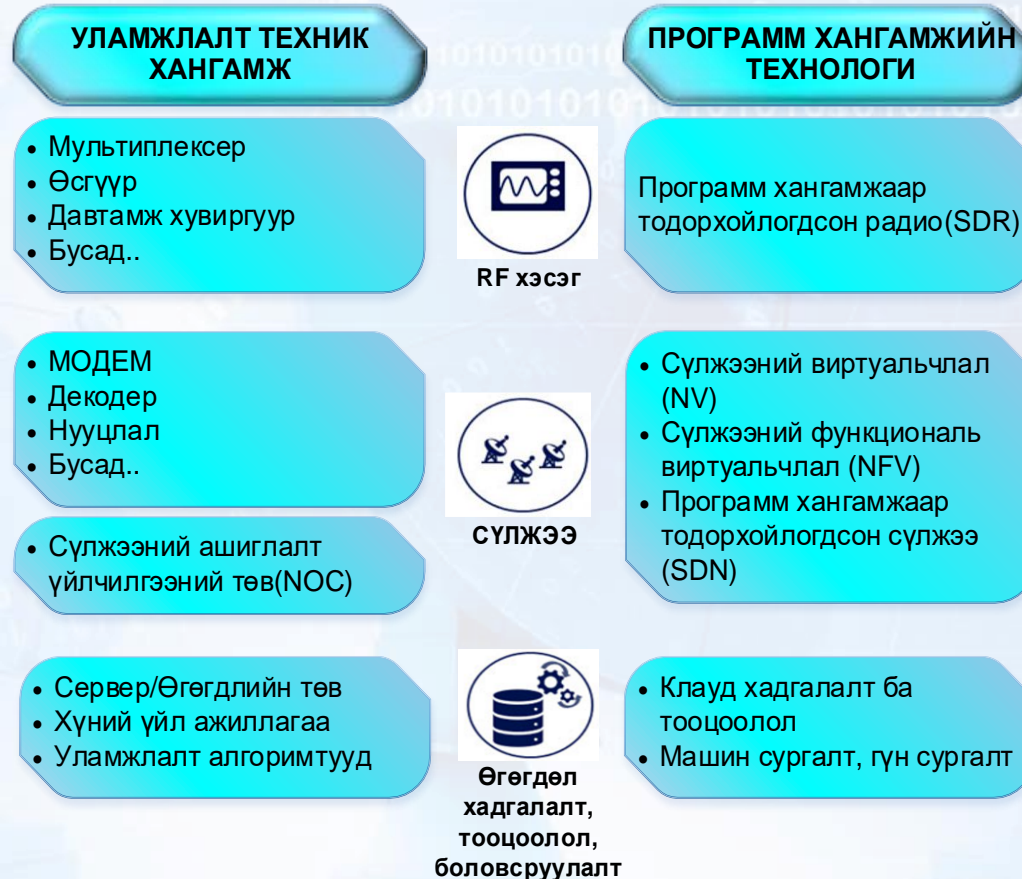 УЛАМЖЛАЛТ ТЕХНИК
ХАНГАМЖ
ПРОГРАММ ХАНГАМЖИЙН
ТЕХНОЛОГИ
• Мультиплексер
• Өсгүүр
• Давтамж хувиргуур
• Бусад..
RF хэсэг
Программ хангамжаар
тодорхойлогдсон радио(SDR)
• МОДЕМ
• Декодер
• Нууцлал
• Бусад..
• Сүлжээний ашиглалт
үйлчилгээний төв(NOC)
СҮЛЖЭЭ
• Сүлжээний виртуальчлал
(NV)
• Сүлжээний функциональ
виртуальчлал (NFV)
• Программ хангамжаар
тодорхойлогдсон сүлжээ
(SDN)
• Сервер/Өгөгдлийн төв
• Хүний үйл ажиллагаа
• Уламжлалт алгоримтууд
Өгөгдөл
хадгалалт,
тооцоолол,
боловсруулалт
• Клауд хадгалалт ба
тооцоолол
• Машин сургалт, гүн сургалт